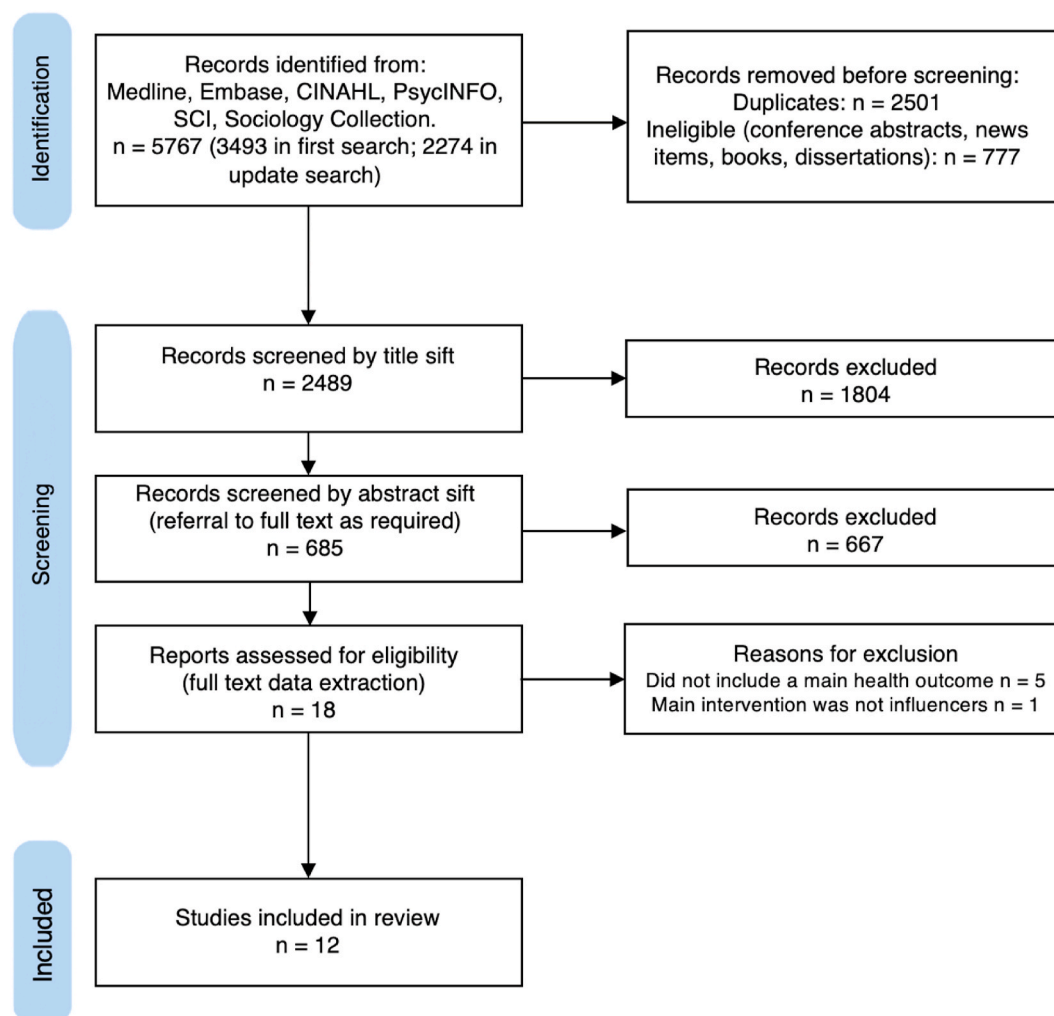 Identification
Records identified from:
Medline, Embase, CINAHL, PsycINFO,
SCI, Sociology Collection.
n = 5767 (3493 in first search; 2274 in
update search)
Records removed before screening:
Duplicates: n = 2501
Ineligible (conference abstracts, news
items, books, dissertations): n = 777
Screening
Records screened by title sift
n = 2489
Records excluded
n = 1804
Records screened by abstract sift
(referral to full text as required)
n = 685
Records excluded
n = 667
Reports assessed for eligibility
(full text data extraction)
n = 18
Reasons for exclusion
Did not include a main health outcome n = 5
Main intervention was not influencers n = 1
Included
Studies included in review
n = 12